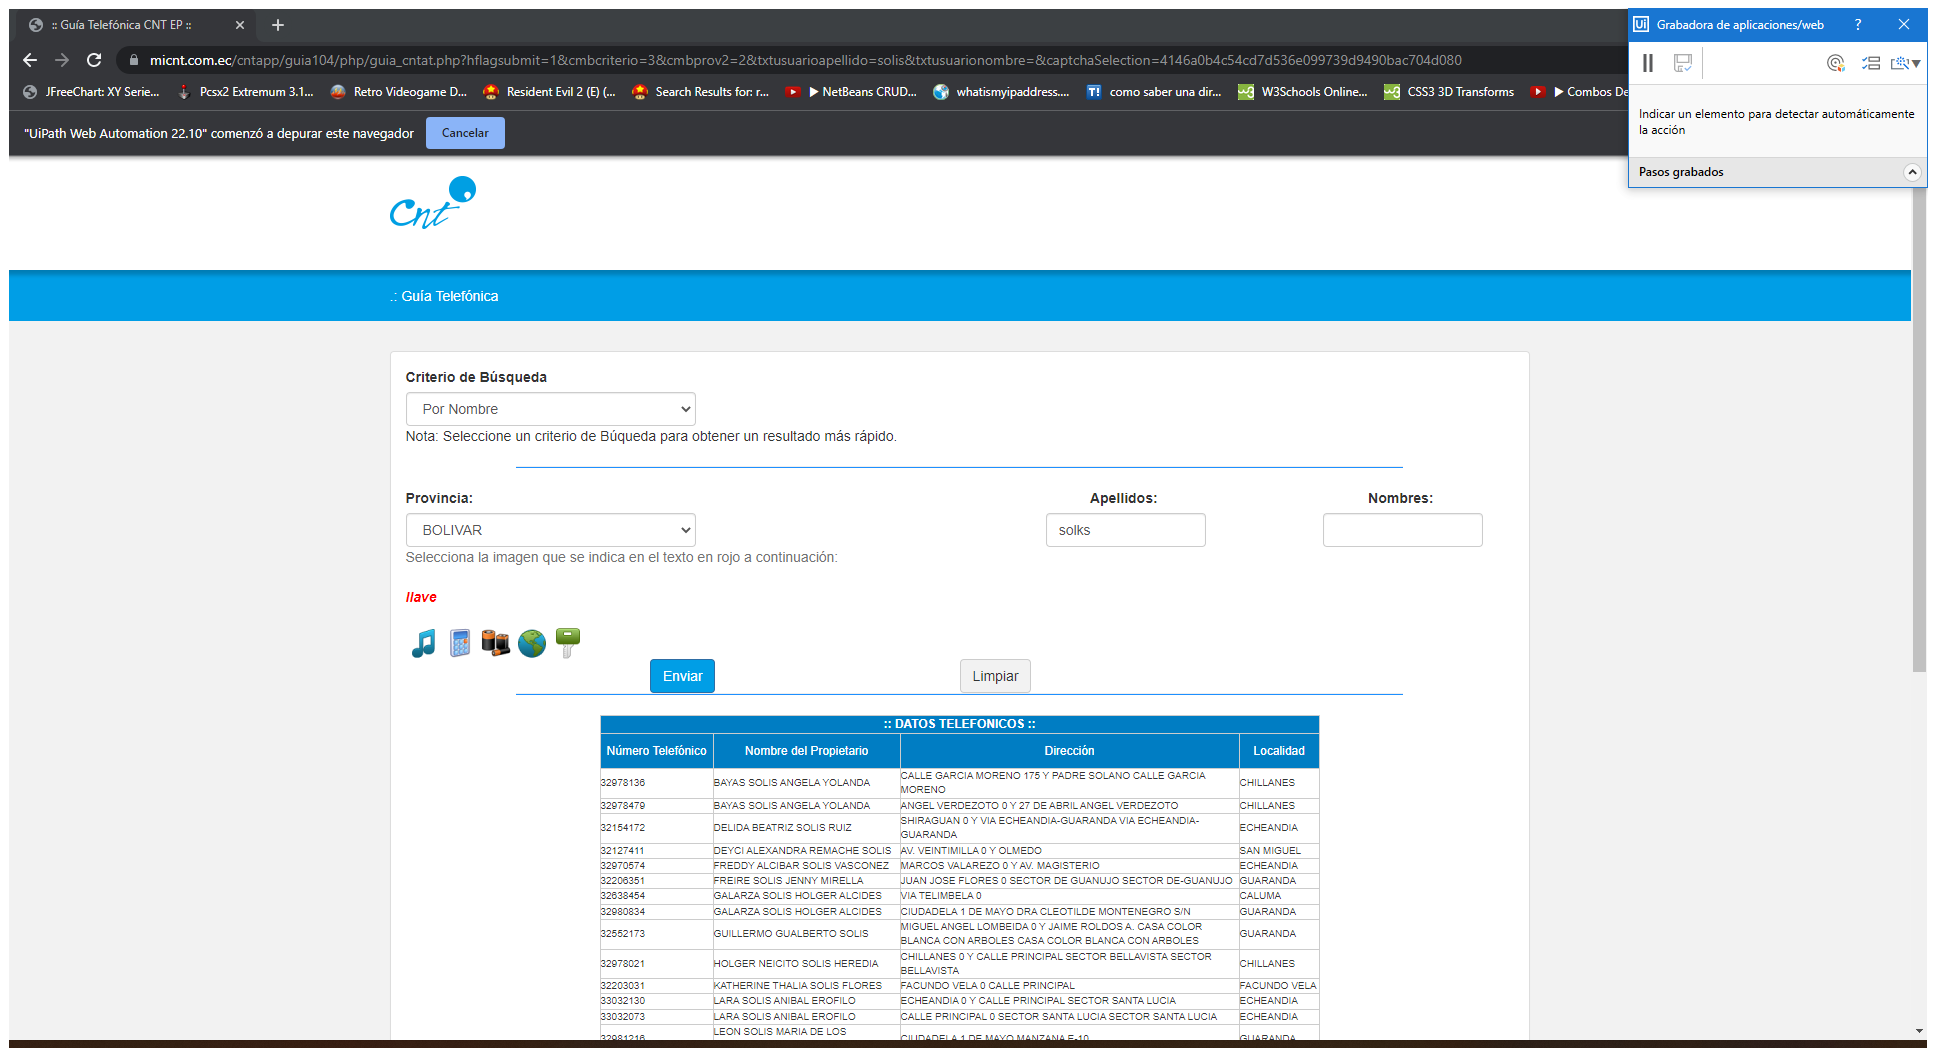 :: Guía Telefónica CNT EP ::
Grabadora de aplicaciones/web ?
micnt.com.ec/cntapp/guia104/php/guia_cntat.php?hflagsubmit=1&cmbcriterio=3&cmbprov2=2&txtusuarioapellido=solis&txtusuarionombre=&captchaSelection=4146a0b4c54cd7d536e099739d9490bac704d080
JFreeChart: XY Serie... Pcsx2 Extremum 3.1... Retro Videogame D... Resident Evil 2 (E) (... Search Results for: r... ▶ NetBeans CRUD... whatismyipaddress.... T! como saber una dir... W3Schools Online... CSS3 3D Transforms ▶ Combos De
"UiPath Web Automation 22.10" comenzó a depurar este navegador Cancelar
Indicar un elemento para detectar automáticamente
la acción
Pasos grabados
Cnt
.: Guía Telefónica
Criterio de Búsqueda
Por Nombre
Nota: Seleccione un criterio de Búqueda para obtener un resultado más rápido.
Provincia: Apellidos: Nombres:
BOLIVAR solks
Selecciona la imagen que se indica en el texto en rojo a continuación:
llave
Enviar Limpiar
:: DATOS TELEFONICOS ::
Número Telefónico Nombre del Propietario Dirección Localidad
32978136 BAYAS SOLIS ANGELA YOLANDA CALLE GARCIA MORENO 175 Y PADRE SOLANO CALLE GARCIA MORENO CHILLANES
32978479 BAYAS SOLIS ANGELA YOLANDA ANGEL VERDEZOTO 0 Y 27 DE ABRIL ANGEL VERDEZOTO CHILLANES
32154172 DELIDA BEATRIZ SOLIS RUIZ SHIRAGUAN 0 Y VIA ECHEANDIA-GUARANDA VIA ECHEANDIA-GUARANDA ECHEANDIA
32127411 DEYCI ALEXANDRA REMACHE SOLIS AV. VEINTIMILLA 0 Y OLMEDO SAN MIGUEL
32970574 FREDDY ALCIBAR SOLIS VASCONEZ MARCOS VALAREZO 0 Y AV. MAGISTERIO ECHEANDIA
32206351 FREIRE SOLIS JENNY MIRELLA JUAN JOSE FLORES 0 SECTOR DE GUANUJO SECTOR DE-GUANUJO GUARANDA
32638454 GALARZA SOLIS HOLGER ALCIDES VIA TELIMBELA 0 CALUMA
32980834 GALARZA SOLIS HOLGER ALCIDES CIUDADELA 1 DE MAYO DRA CLEOTILDE MONTENEGRO S/N GUARANDA
32552173 GUILLERMO GUALBERTO SOLIS MIGUEL ANGEL LOMBEIDA 0 Y JAIME ROLDOS A. CASA COLOR BLANCA CON ARBOLES CASA COLOR BLANCA CON ARBOLES GUARANDA
32978021 HOLGER NEICITO SOLIS HEREDIA CHILLANES 0 Y CALLE PRINCIPAL SECTOR BELLAVISTA SECTOR BELLAVISTA CHILLANES
32203031 KATHERINE THALIA SOLIS FLORES FACUNDO VELA 0 CALLE PRINCIPAL FACUNDO VELA
33032130 LARA SOLIS ANIBAL EROFILO ECHEANDIA 0 Y CALLE PRINCIPAL SECTOR SANTA LUCIA ECHEANDIA
33032073 LARA SOLIS ANIBAL EROFILO CALLE PRINCIPAL 0 SECTOR SANTA LUCIA SECTOR SANTA LUCIA ECHEANDIA
32981216 LEON SOLIS MARIA DE LOS CIUDADELA 1 DE MAYO MANZANA F-10 GUARANDA